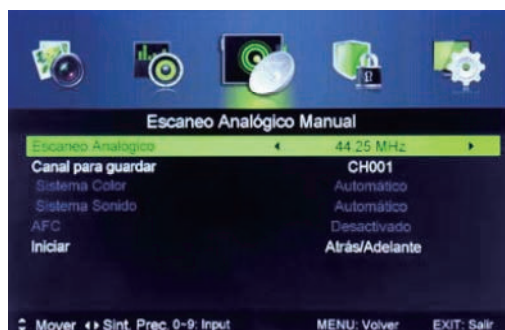 Escaneo Analógico Manual
Escaneo Analógico 44.25 MHz
Canal para guardar CH001
Sistema Color Automático
Sistema Sonido Automático
AFC Desactivado
Iniciar Atrás/Adelante
Mover Sint. Prec. 0~9: Input MENU: Volver EXIT: Salir